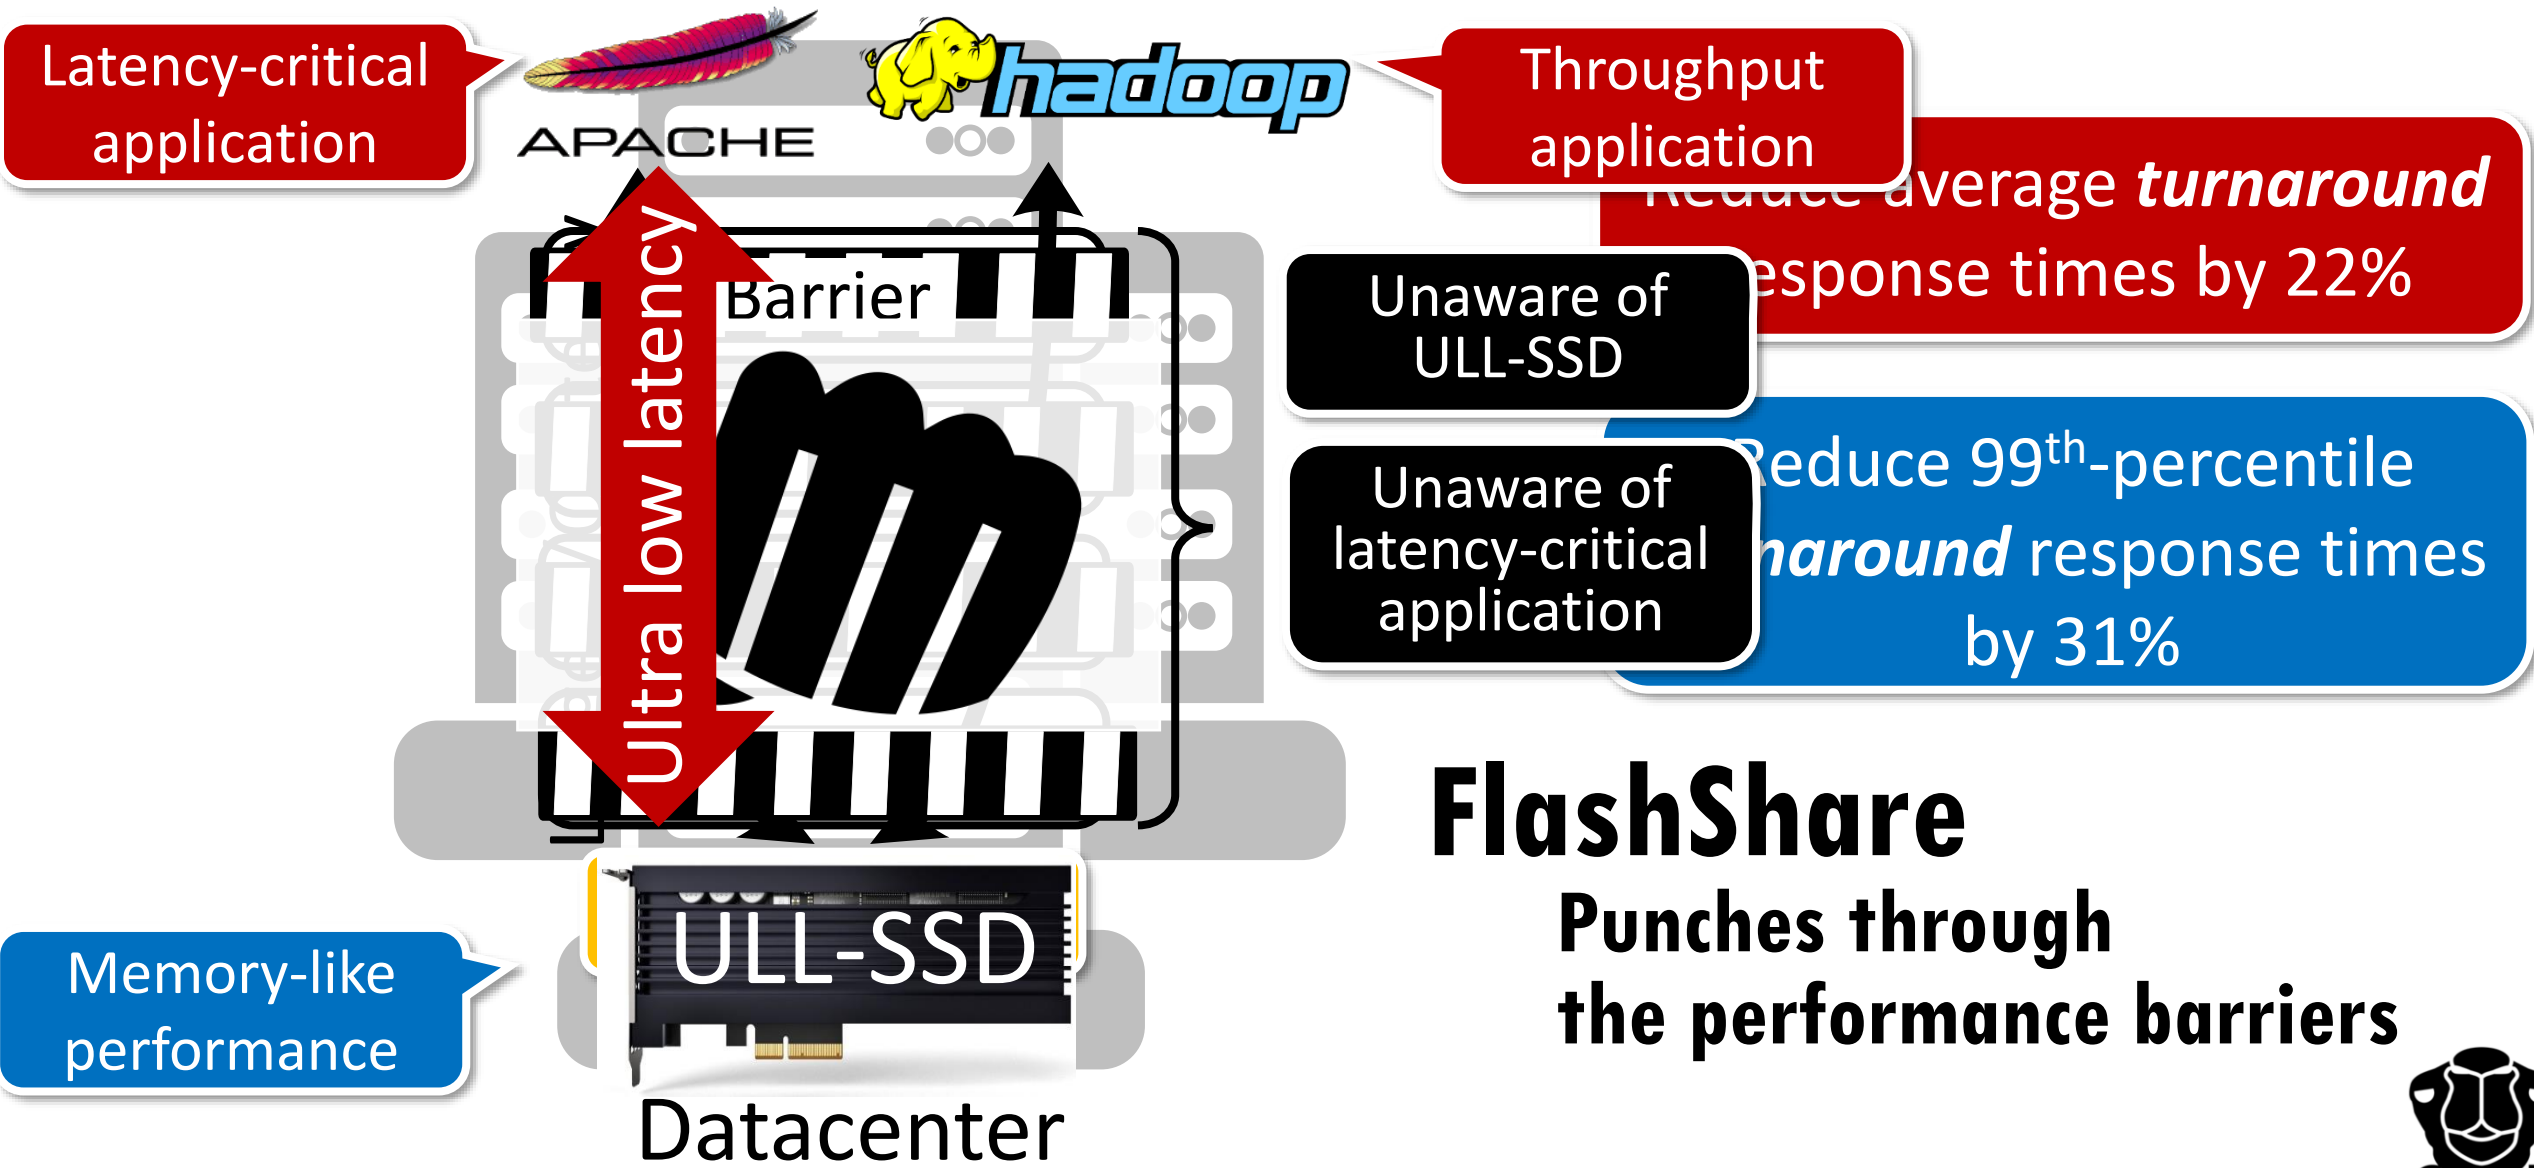 Latency-critical
application
APACHE
hadoop
Throughput
application
average turnaround
response times by 22%
Barrier
Ultra low latency
Unaware of
ULL-SSD
Unaware of
latency-critical
application
Reduce 99th-percentile
response times
by 31%
FlashShare
Punches through
the performance barriers
ULL-SSD
Memory-like
performance
Datacenter